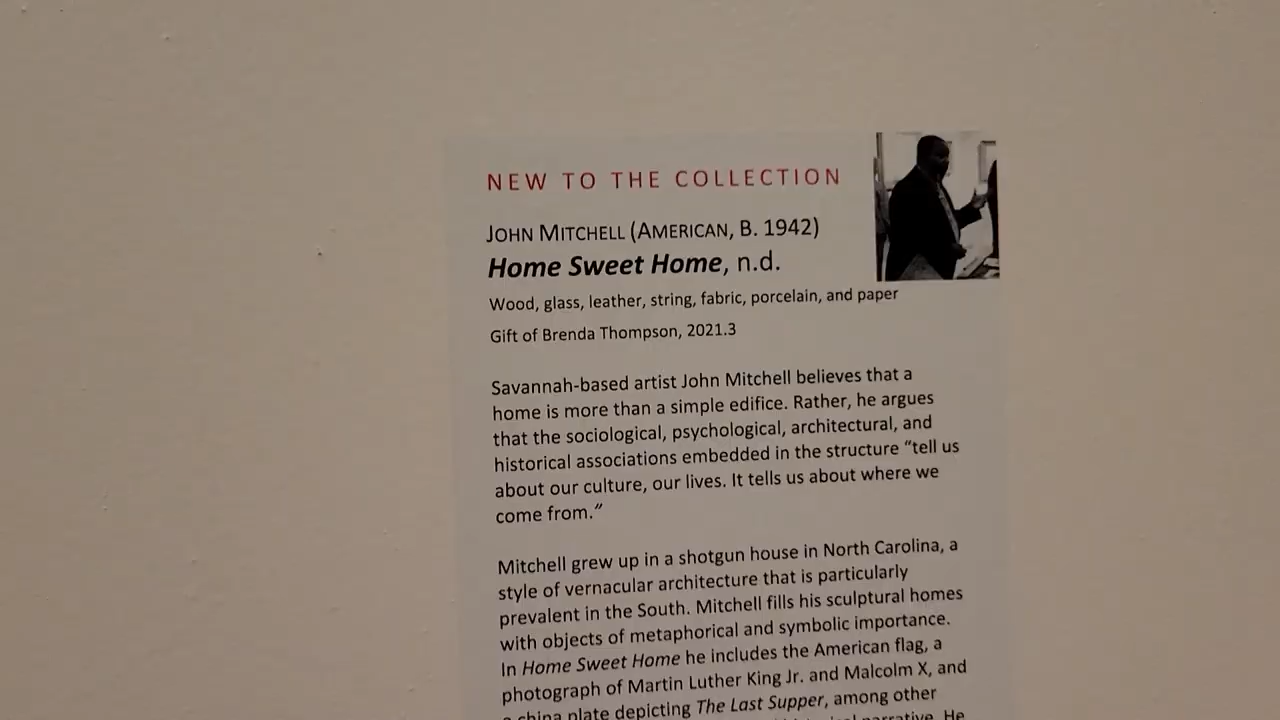 NEW TO THE COLLECTION
JOHN MITCHELL (AMERICAN, B. 1942)
Home Sweet Home, n.d.
Wood, glass, leather, string, fabric, porcelain, and paper
Gift of Brenda Thompson, 2021.3
Savannah-based artist John Mitchell believes that a
home is more than a simple edifice. Rather, he argues
that the sociological, psychological, architectural, and
historical associations embedded in the structure “tell us
about our culture, our lives. It tells us about where we
come from.”
Mitchell grew up in a shotgun house in North Carolina, a
style of vernacular architecture that is particularly
prevalent in the South. Mitchell fills his sculptural homes
with objects of metaphorical and symbolic importance.
In Home Sweet Home he includes the American flag, a
photograph of Martin Luther King Jr. and Malcolm X, and
a china plate depicting The Last Supper, among other
narrative. He